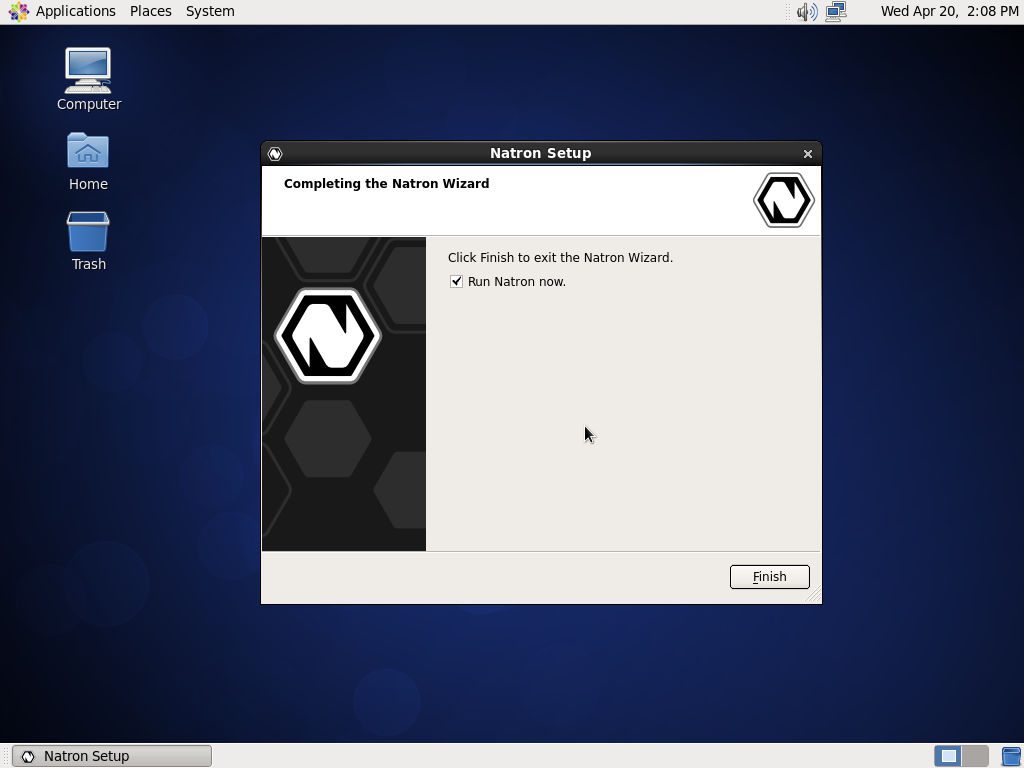 Applications Places System
Wed Apr 20, 2:08 PM
Computer
Home
Trash
Natron Setup
Completing the Natron Wizard
Click Finish to exit the Natron Wizard.
Run Natron now.
Finish
Natron Setup